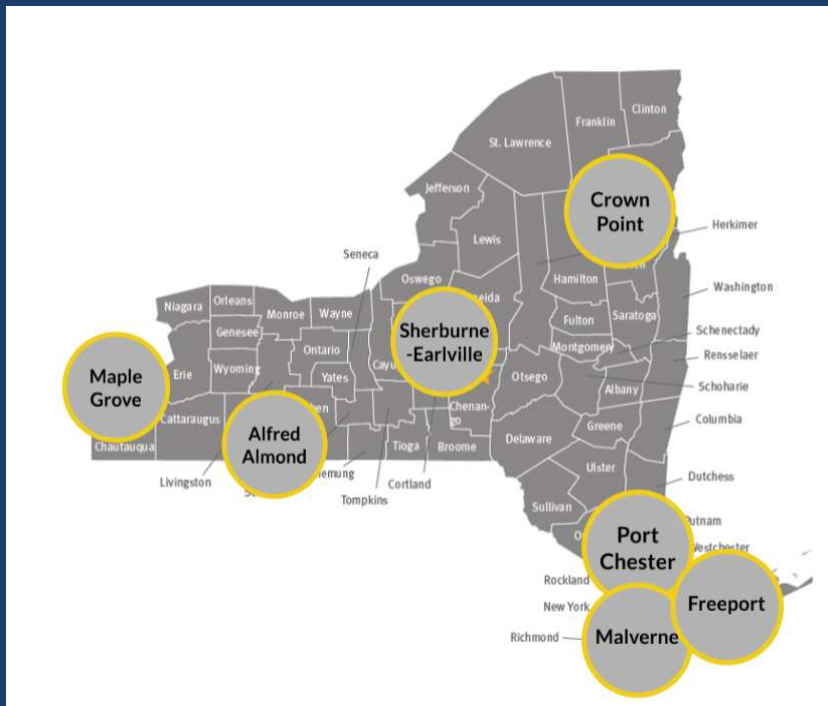 Clinton
Franklin
St. Lawrence
Jefferson
Crown
Point
Herkimer
Lewis
Seneca
Oswego
Hamilton
Washington
Niagara
Orleans
Monroe
Wayne
Sherburne
-Earlville
Fulton
Saratoga
Genesee
Schenectady
Ontario
Montgomery
Rensselaer
Maple
Grove
Erie
Wyoming
Yates
Otsego
Albany
Schoharie
Chenan-
go
Cattaraugus
Alfred
Almond
Columbia
Greene
Chautauqua
Tioga
Broome
Delaware
Livingston
Cortland
Tompkins
Ulster
Dutchess
Sullivan
Port
Chester
Rockland
Freeport
New York
Richmond
Malverne